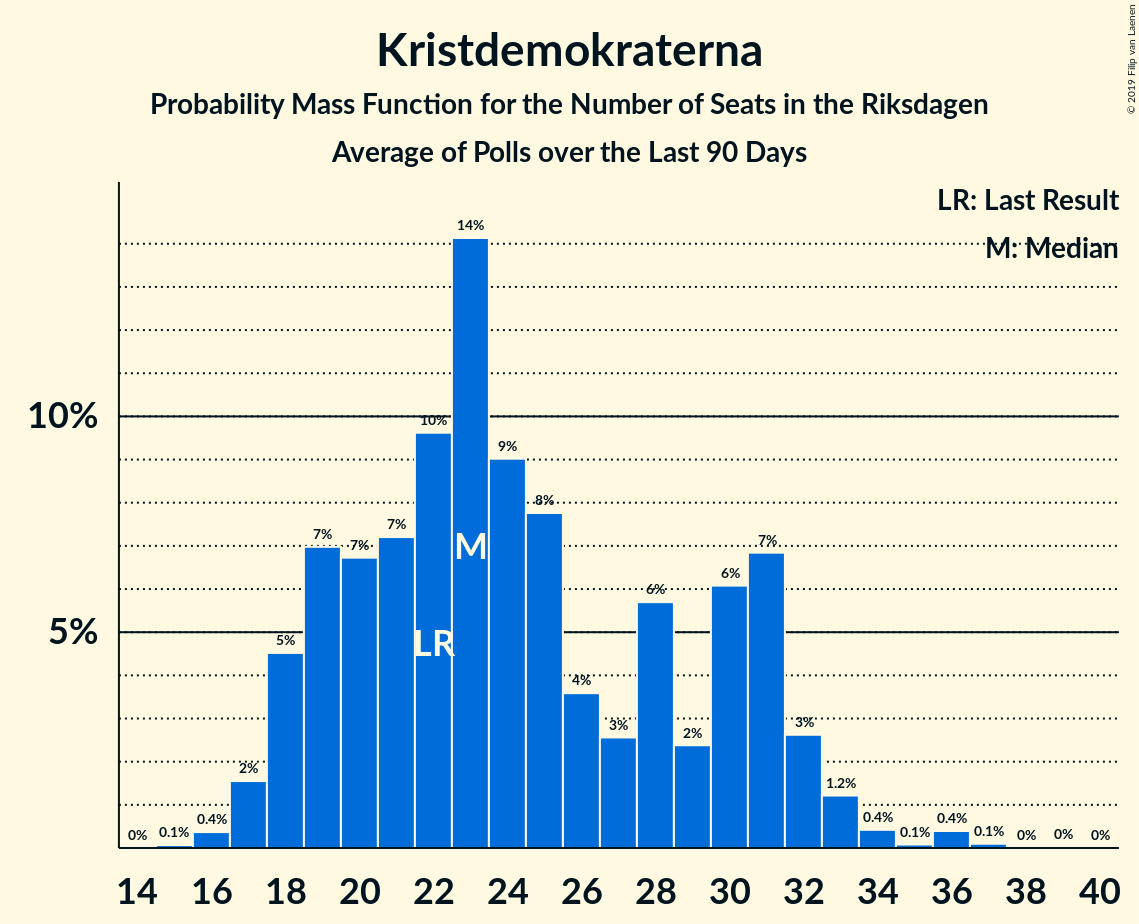 Kristdemokraterna
Probability Mass Function for the Number of Seats in the Riksdagen
Average of Polls over the Last 90 Days
© 2019 Filip van Laenen
LR: Last Result
M: Median
10%
5%
0% 0.1% 0.4% 2% 5% 7% 7% 7% 10% 14% 9% 8% 4% 3% 6% 2% 6% 7% 3% 1.2% 0.4% 0.1% 0.4% 0.1% 0% 0% 0%
M
LR
14 16 18 20 22 24 26 28 30 32 34 36 38 40